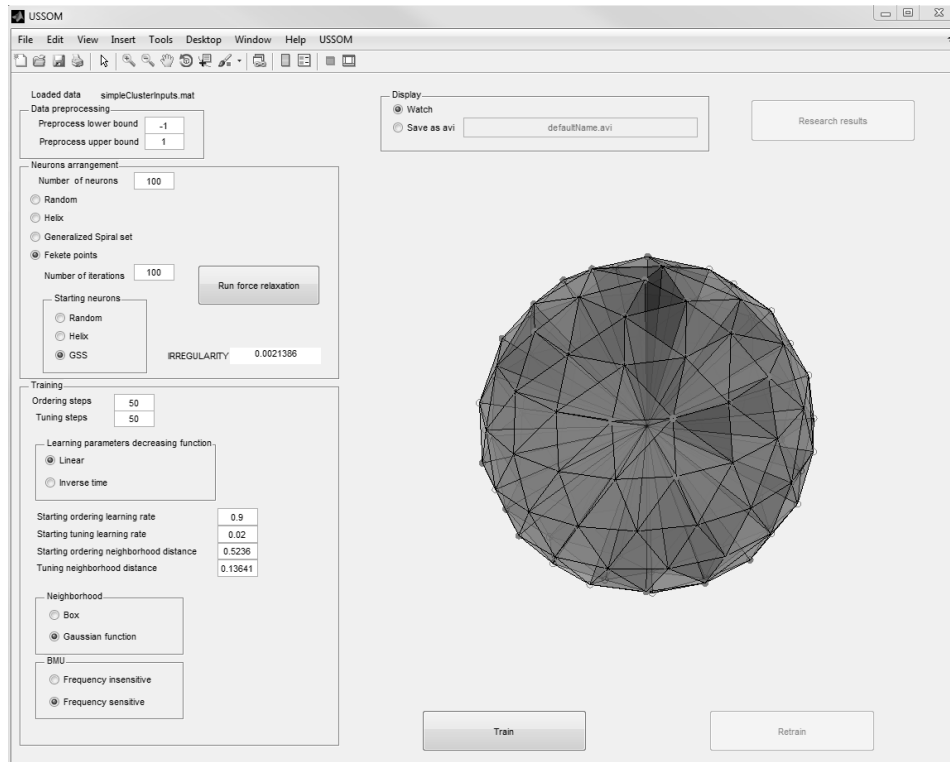 USSOM
File Edit View Insert Tools Desktop Window Help USSOM
Loaded data simpleClusterInputs.mat
Data preprocessing
Preprocess lower bound -1
Preprocess upper bound 1
Neurons arrangement
Number of neurons 100
Random
Helix
Generalized Spiral set
Fekete points
Number of iterations 100
Run force relaxation
Starting neurons
Random
Helix
GSS
IRREGULARITY 0.0021386
Training
Ordering steps 50
Tuning steps 50
Learning parameters decreasing function
Linear
Inverse time
Starting ordering learning rate 0.9
Starting tuning learning rate 0.02
Starting ordering neighborhood distance 0.5236
Tuning neighborhood distance 0.13641
Neighborhood
Box
Gaussian function
BMU
Frequency insensitive
Frequency sensitive
Display
Watch
Save as avi defaultName.avi
Research results
Train
Retrain